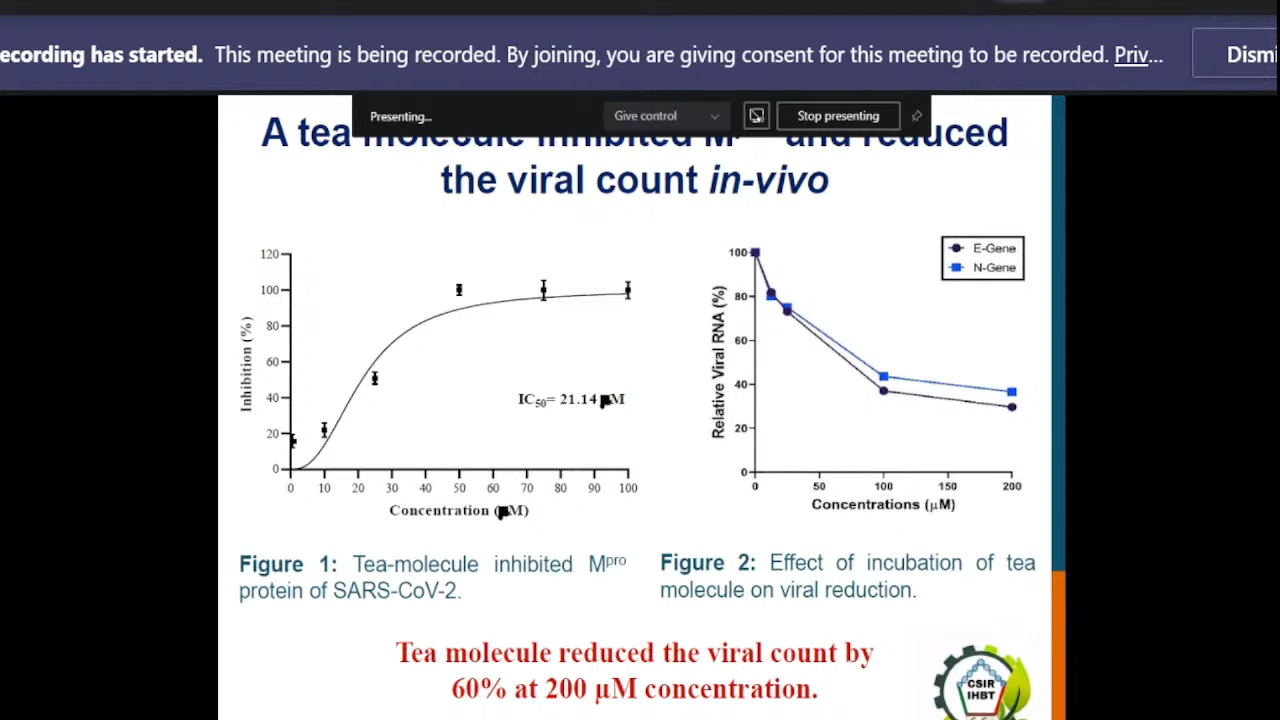 ecording has started. This meeting is being recorded. By joining, you are giving consent for this meeting to be recorded. Priv...
Dismi
Presenting...
Give control
Stop presenting
A tea molecule inhibited M and reduced
the viral count in-vivo
120
100
80
60
40
20
0
Inhibition (%)
IC50= 21.14 M
0 10 20 30 40 50 60 70 80 90 100
Concentration ( M)
E-Gene
N-Gene
100
80
60
40
20
0
Relative Viral RNA (%)
0 50 100 150 200
Concentrations (μM)
Figure 1: Tea-molecule inhibited Mpro
protein of SARS-CoV-2.
Figure 2: Effect of incubation of tea
molecule on viral reduction.
Tea molecule reduced the viral count by
60% at 200 μM concentration.
CSIR
IHBT